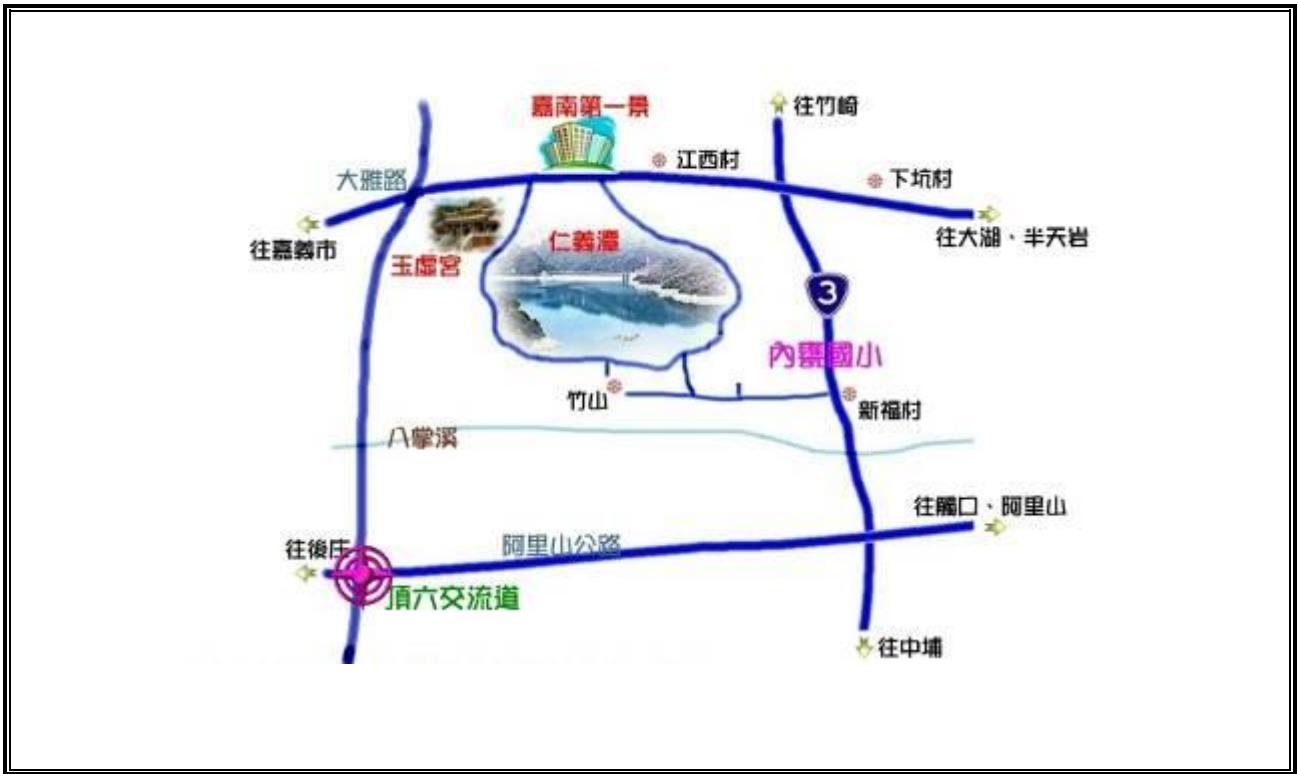 嘉南第一景
往竹崎
江西村
大雅路
下坑村
往嘉義市
仁義潭
往大湖、半天岩
玉虛宮
3
內甕國小
竹山
新福村
八掌溪
往觸口、阿里山
往後庄
阿里山公路
頂六交流道
往中埔